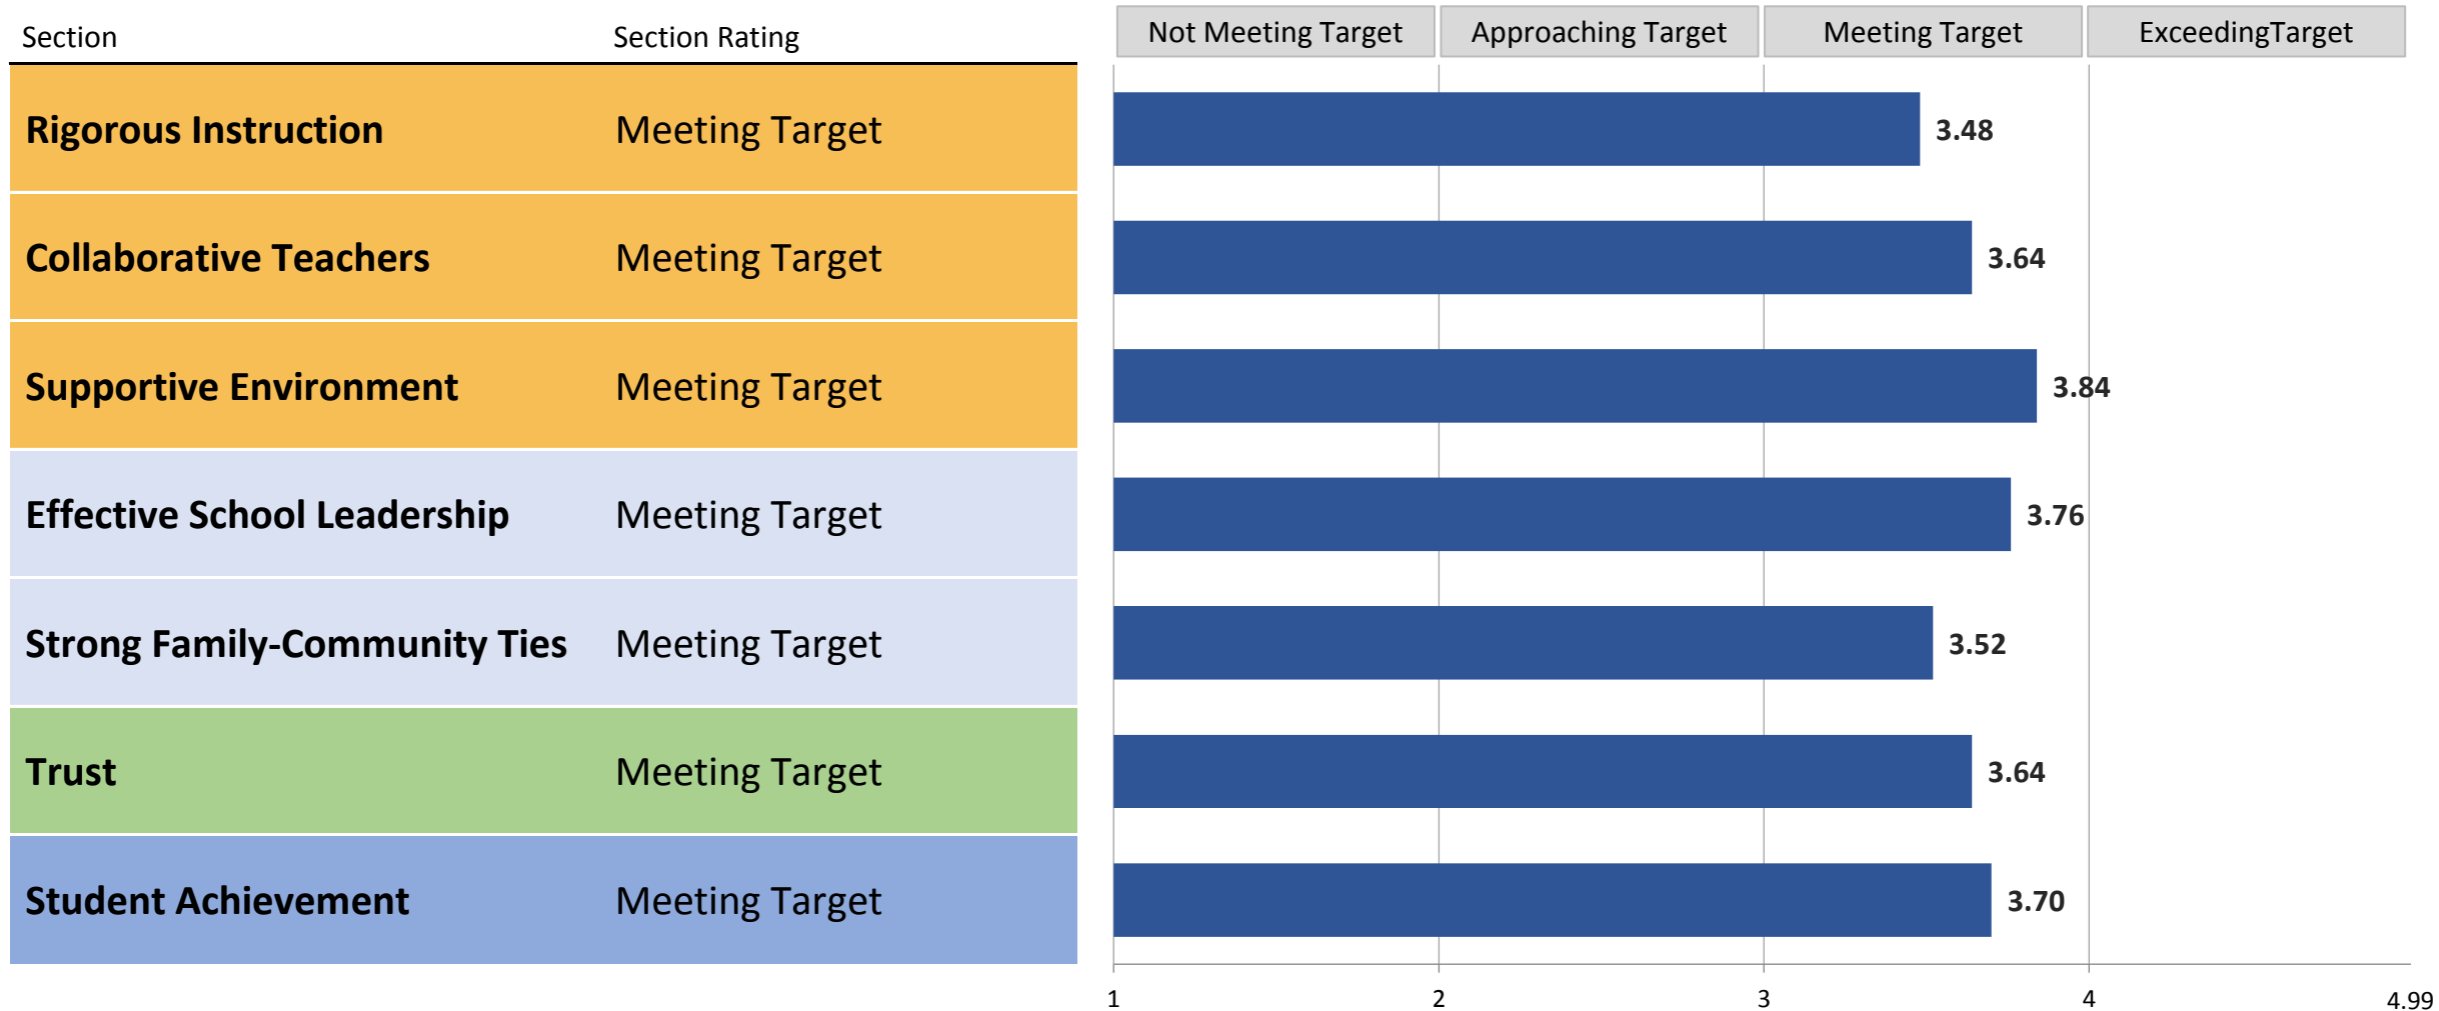 Section Section Rating Not Meeting Target Approaching Target Meeting Target ExceedingTarget
Rigorous Instruction Meeting Target 3.48
Collaborative Teachers Meeting Target 3.64
Supportive Environment Meeting Target 3.84
Effective School Leadership Meeting Target 3.76
Strong Family-Community Ties Meeting Target 3.52
Trust Meeting Target 3.64
Student Achievement Meeting Target 3.70
1 2 3 4 4.99